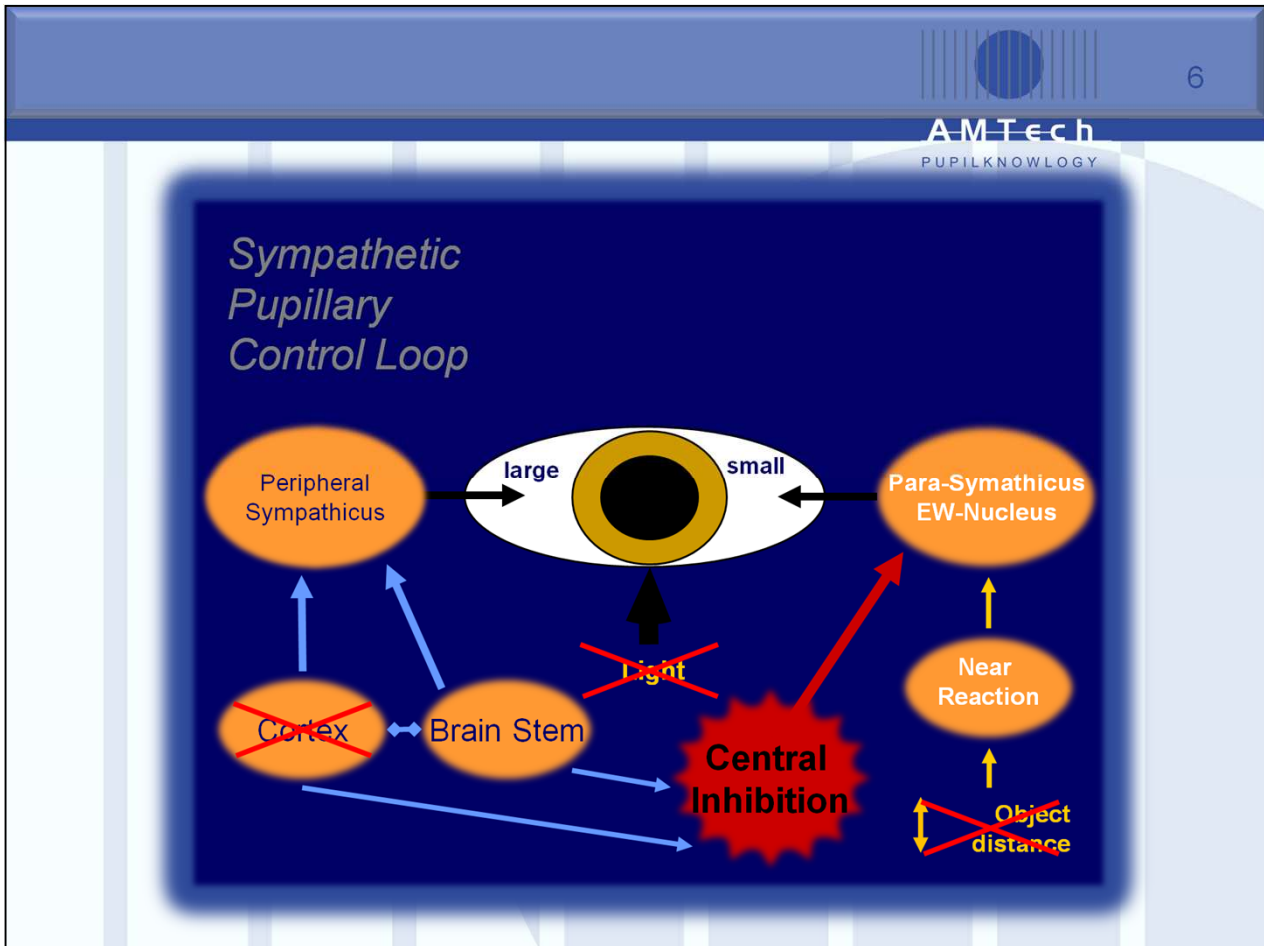 6
AMTech
PUPILKNOWLOGY
Sympathetic
Pupillary
Control Loop
large
small
Peripheral
Sympathicus
Para-Symathicus
EW-Nucleus
Light
Near
Reaction
Cortex
Brain Stem
Central
Inhibition
Object
distance